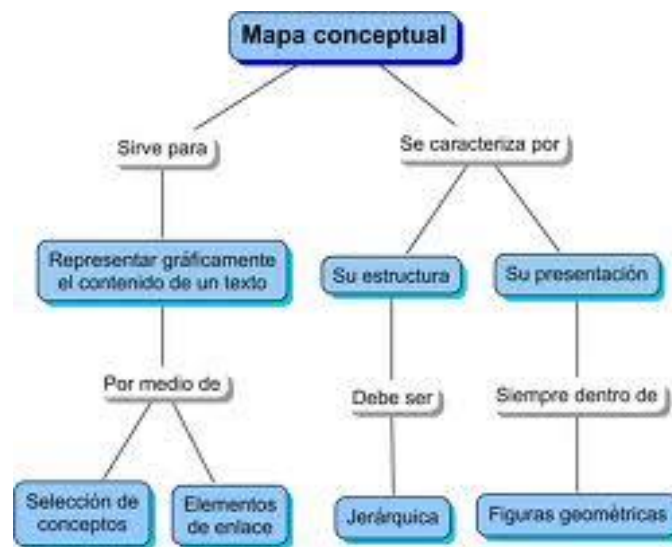 Mapa conceptual
Sirve para
Se caracteriza por
Representar gráficamente
el contenido de un texto
Su estructura
Su presentación
Por medio de
Debe ser
Siempre dentro de
Selección de
conceptos
Elementos
de enlace
Jerárquica
Figuras geométricas